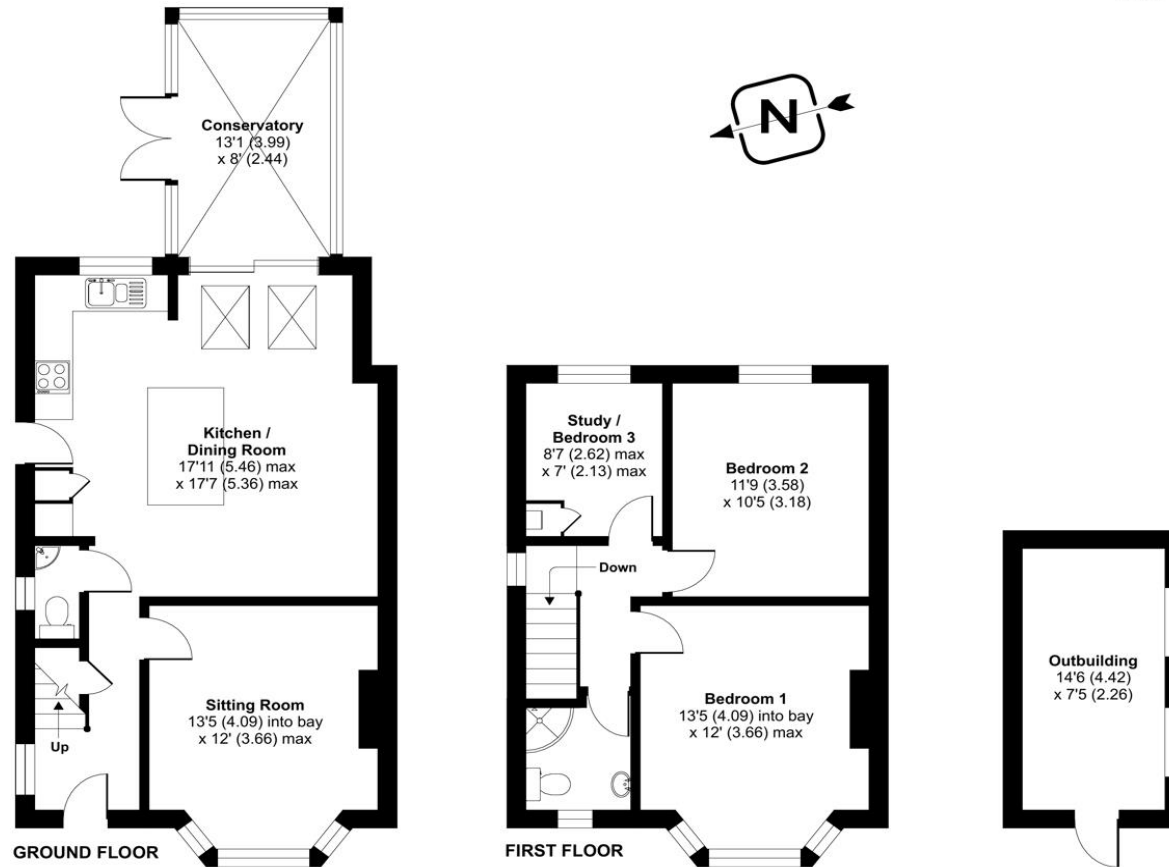 Conservatory
13'1 (3.99)
x 8' (2.44)
N
Kitchen /
Dining Room
17'11 (5.46) max
x 17'7 (5.36) max
Sitting Room
13'5 (4.09) into bay
x 12' (3.66) max
Up
GROUND FLOOR
Study /
Bedroom 3
8'7 (2.62) max
x 7' (2.13) max
Bedroom 2
11'9 (3.58)
x 10'5 (3.18)
Down
Bedroom 1
13'5 (4.09) into bay
x 12' (3.66) max
FIRST FLOOR
Outbuilding
14'6 (4.42)
x 7'5 (2.26)